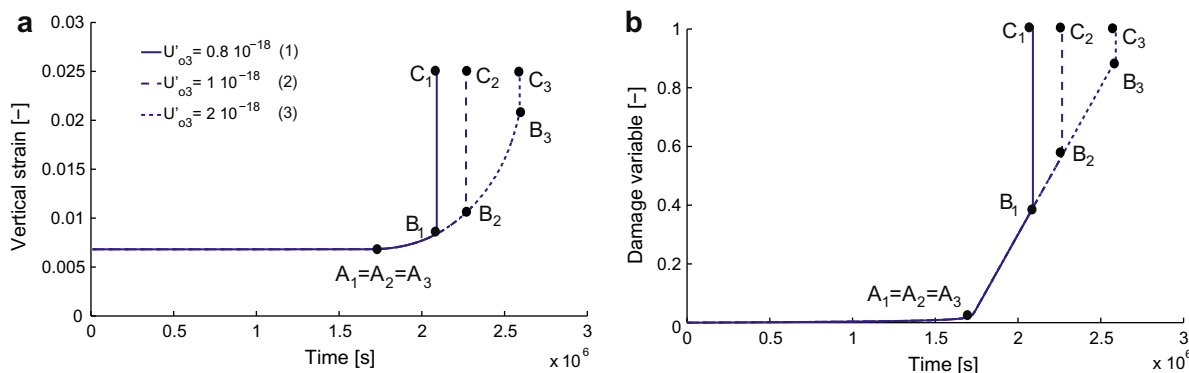 a
0.03
0.025
0.02
0.015
0.01
0.005
0
Vertical strain [–]
U'o3= 0.8 10−18 (1)
U'o3= 1 10−18 (2)
U'o3= 2 10−18 (3)
C1
C2
C3
B3
B1
B2
A1=A2=A3
0 0.5 1 1.5 2 2.5 3
Time [s]
x 10^6
b
1
0.8
0.6
0.4
0.2
0
Damage variable [–]
C1
C2
C3
B3
B2
B1
A1=A2=A3
0 0.5 1 1.5 2 2.5 3
Time [s]
x 10^6